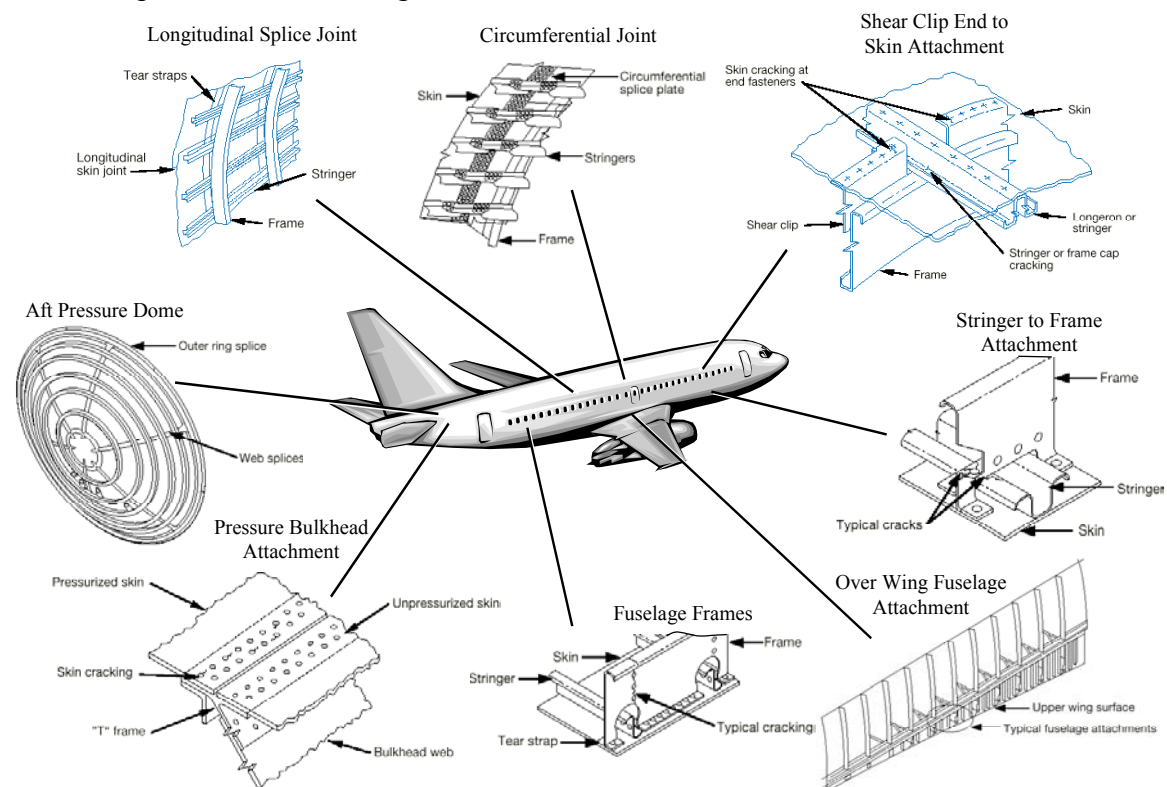 Longitudinal Splice Joint
Tear straps
Longitudinal
skin joint
Stringer
Frame
Circumferential Joint
Skin
Circumferential
splice plate
Stringers
Frame
Shear Clip End to
Skin Attachment
Skin cracking at
end fasteners
Skin
Shear clip
Longeron or
stringer
Stringer or frame cap
cracking
Frame
Aft Pressure Dome
Outer ring splice
Web splices
Stringer to Frame
Attachment
Frame
Stringer
Typical cracks
Skin
Pressure Bulkhead
Attachment
Pressurized skin
Unpressurized skin
Skin cracking
"T" frame
Bulkhead web
Fuselage Frames
Skin
Frame
Stringer
Typical cracking
Tear strap
Over Wing Fuselage
Attachment
Upper wing surface
Typical fuselage attachments